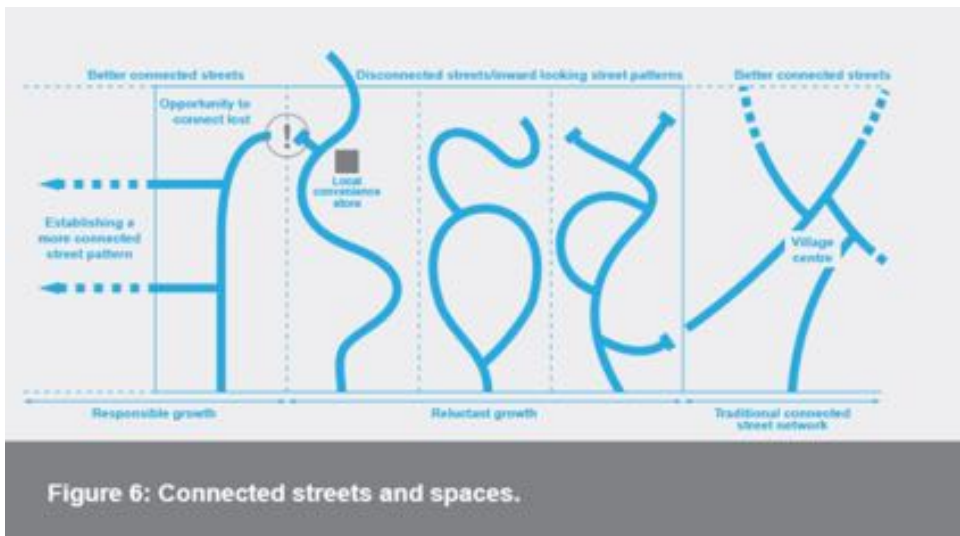 Better connected streets
Disconnected streets/inward looking street patterns
Better connected streets
Opportunity to
connect lost
!
Local
convenience
store
Establishing a
more connected
street pattern
Village
centre
Responsible growth
Reluctant growth
Traditional connected
street network
Figure 6: Connected streets and spaces.